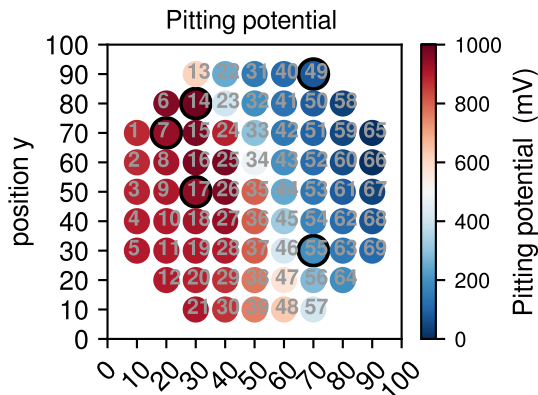 Pitting potential
100
90
80
70
60
50
40
30
20
10
0
position y
13 22 31 40 49
6 14 23 32 41 50 58
1 7 15 24 33 42 51 59 65
2 8 16 25 34 43 52 60 66
3 9 17 26 35 44 53 61 67
4 10 18 27 36 45 54 62 68
5 11 19 28 37 46 55 63 69
12 20 29 38 47 56 64
21 30 39 48 57
0 10 20 30 40 50 60 70 80 90 100
1000
800
600
400
200
0
Pitting potential (mV)